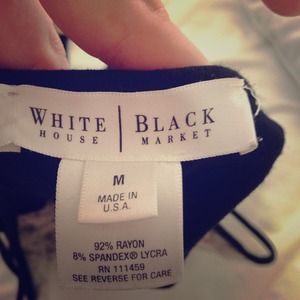 WHITE | BLACK
HOUSE MARKET
M
MADE IN
U.S.A.
92% RAYON
8% SPANDEX® LYCRA
RN 111459
SEE REVERSE FOR CARE